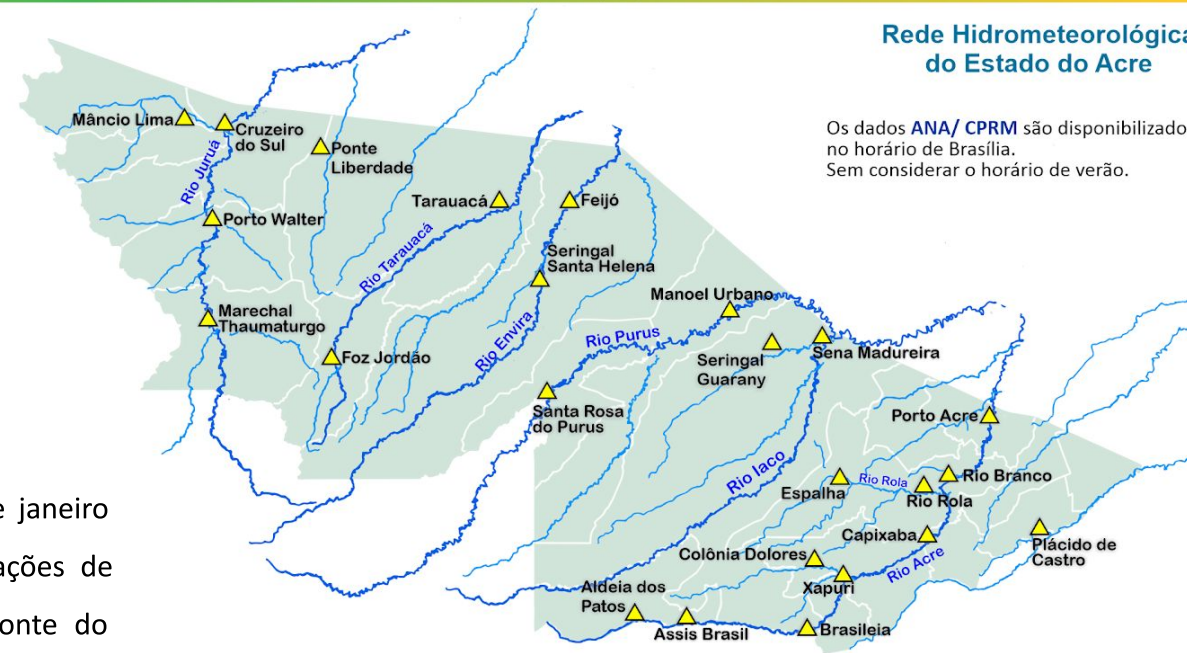 Rede Hidrometeorológica
do Estado do Acre
Os dados ANA/ CPRM são disponibilizado
no horário de Brasília.
Sem considerar o horário de verão.
Mâncio Lima
Cruzeiro
do Sul
Ponte
Liberdade
Rio Juruá
Porto Walter
Tarauacá
Feijó
Rio Tarauacá
Seringal
Santa Helena
Marechal
Thaumaturgo
Foz Jordão
Rio Envira
Manoel Urbano
Rio Purus
Seringal
Guarany
Sena Madureira
Santa Rosa
do Purus
Porto Acre
Rio Iaco
Espalha
Rio Rola
Rio Branco
Rio Rola
Capixaba
Plácido de
Castro
Colônia Dolores
Rio Acre
Xapuri
Aldeia dos
Patos
Assis Brasil
Brasileia
e janeiro
ações de
onte do